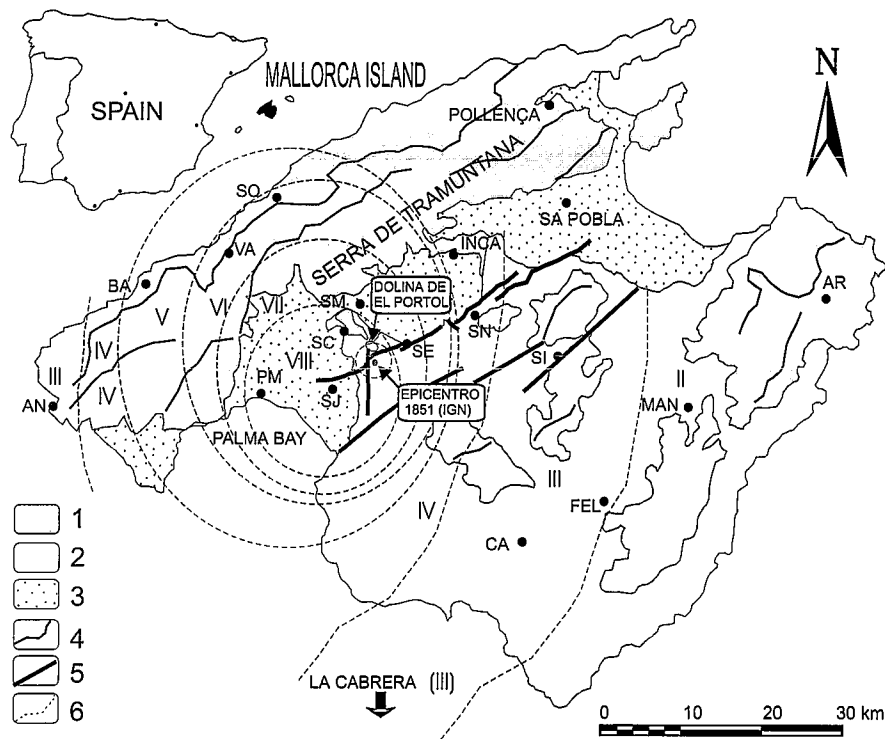 SPAIN
MALLORCA ISLAND
N
POLLENÇA
SERRA DE TRAMUNTANA
SO
SA POBLA
VA
INCA
BA
DOLINA DE
EL PORTOL
AR
V
VI
VII
SM
SC
SE
SN
SI
IV
VIII
III
IV
II
AN
PM
SJ
EPICENTRO
1851 (IGN)
MAN
PALMA BAY
III
IV
FEL
CA
1
2
3
4
5
6
LA CABRERA (III)
0 10 20 30 km